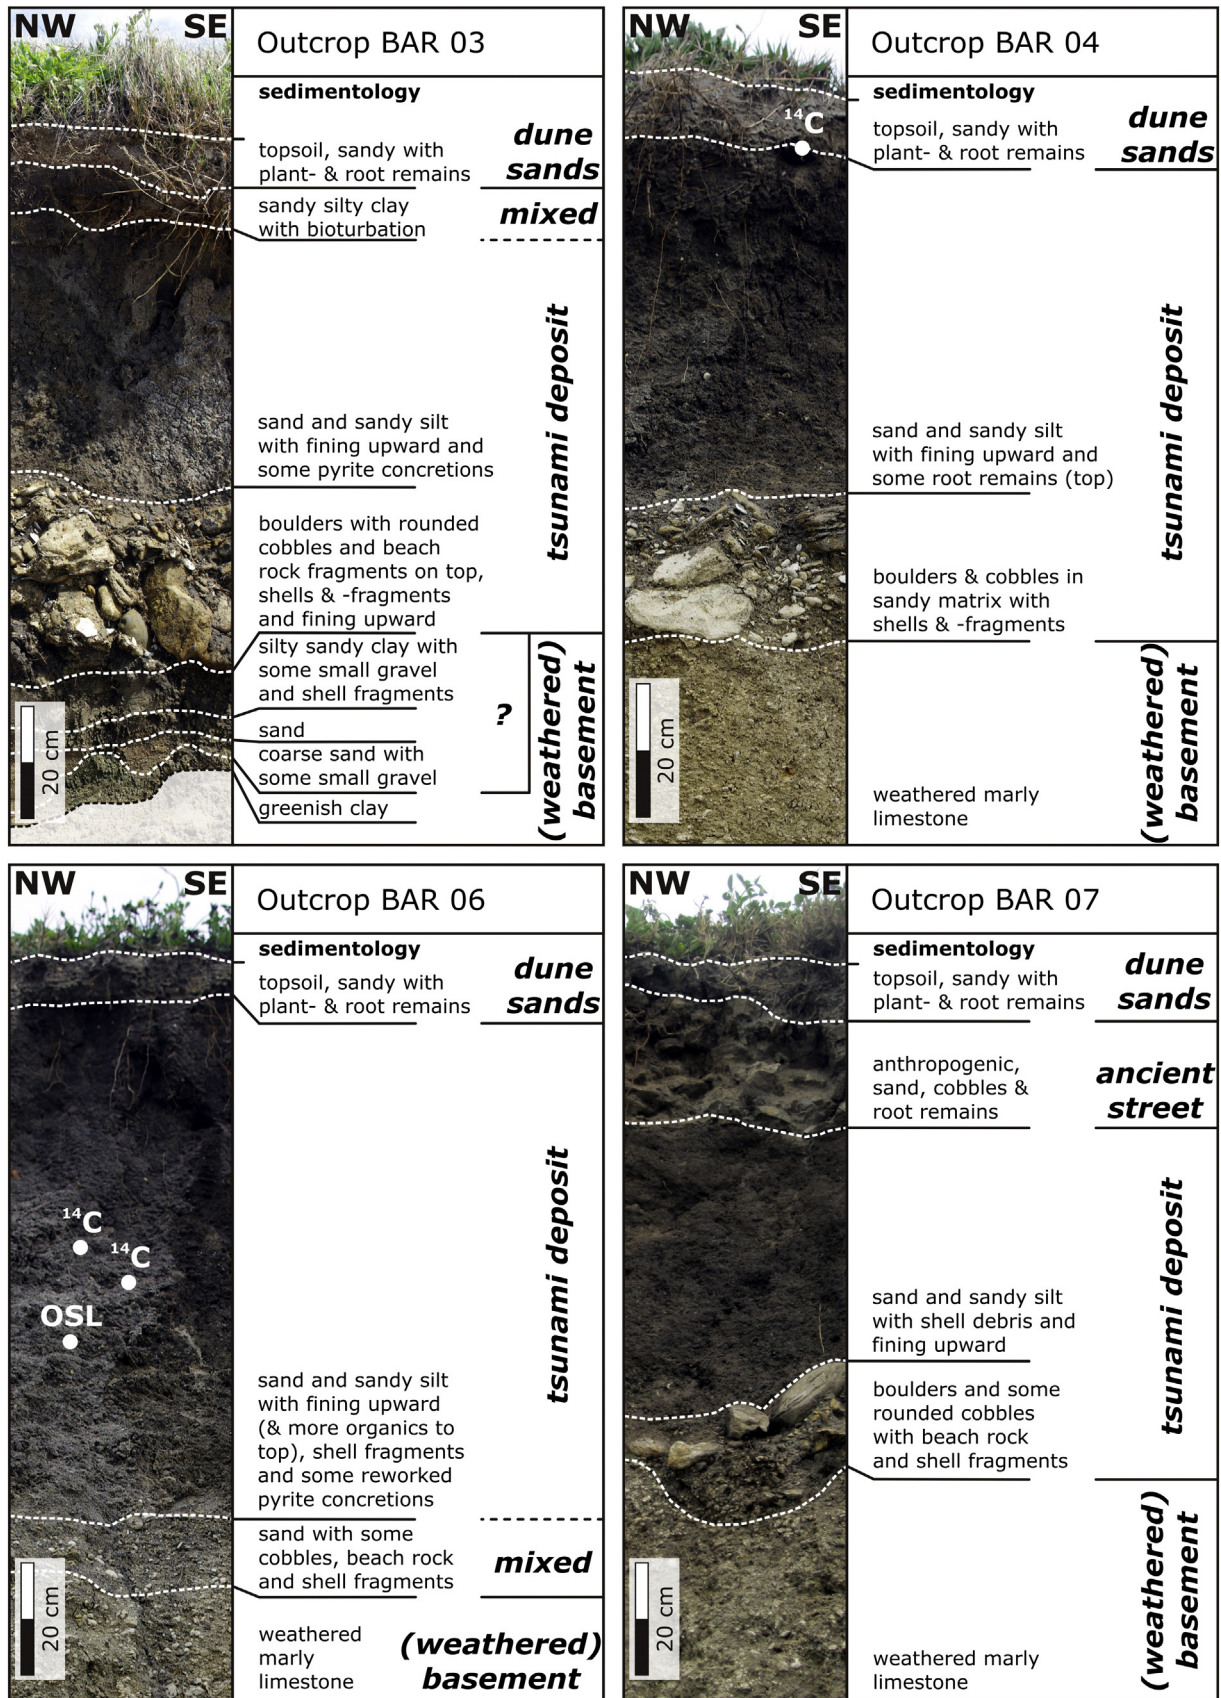 NW SE
Outcrop BAR 03
sedimentology
topsoil, sandy with
plant- & root remains
dune
sands
sandy silty clay
with bioturbation
mixed
sand and sandy silt
with fining upward and
some pyrite concretions
boulders with rounded
cobbles and beach
rock fragments on top,
shells & -fragments
and fining upward
tsunami deposit
silty sandy clay with
some small gravel
and shell fragments
sand
coarse sand with
some small gravel
greenish clay
?
(weathered)
basement
20 cm
NW SE
Outcrop BAR 04
sedimentology
14C
topsoil, sandy with
plant- & root remains
dune
sands
sand and sandy silt
with fining upward and
some root remains (top)
boulders & cobbles in
sandy matrix with
shells & -fragments
tsunami deposit
weathered marly
limestone
(weathered)
basement
20 cm
NW SE
Outcrop BAR 06
sedimentology
topsoil, sandy with
plant- & root remains
dune
sands
14C
14C
OSL
sand and sandy silt
with fining upward
(& more organics to
top), shell fragments
and some reworked
pyrite concretions
tsunami deposit
sand with some
cobbles, beach rock
and shell fragments
mixed
weathered
marly
limestone
(weathered)
basement
20 cm
NW SE
Outcrop BAR 07
sedimentology
topsoil, sandy with
plant- & root remains
dune
sands
anthropogenic,
sand, cobbles &
root remains
ancient
street
sand and sandy silt
with shell debris and
fining upward
boulders and some
rounded cobbles
with beach rock
and shell fragments
tsunami deposit
weathered marly
limestone
(weathered)
basement
20 cm